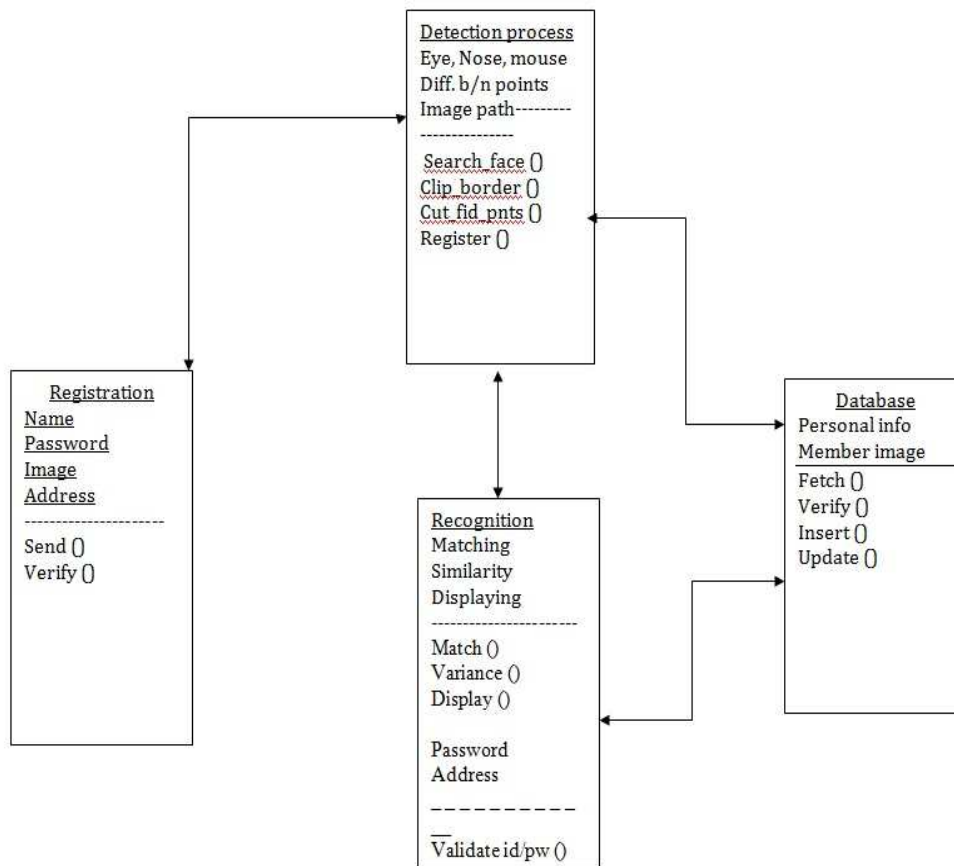 Detection process
Eye, Nose, mouse
Diff. b/n points
Image path---------
---------------
Search_face ()
Clip_border ()
Cut_fid_pnts ()
Register ()
Registration
Name
Password
Image
Address
----------------------
Send ()
Verify ()
Recognition
Matching
Similarity
Displaying
-----------------------
Match ()
Variance ()
Display ()
Password
Address
_ _ _ _ _ _ _ _ _ _ _
__
Validate id/pw ()
Database
Personal info
Member image
Fetch ()
Verify ()
Insert ()
Update ()